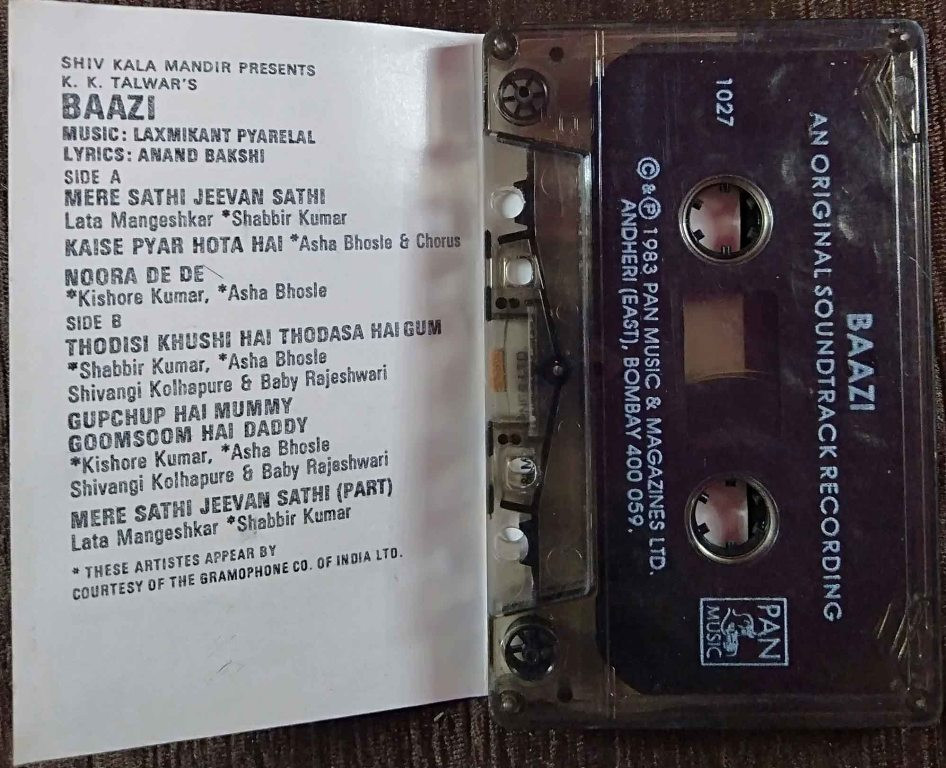 SHIV KALA MANDIR PRESENTS
K. K. TALWAR'S
BAAZI
MUSIC: LAXMIKANT PYARELAL
LYRICS: ANAND BAKSHI
SIDE A
MERE SATHI JEEVAN SATHI
Lata Mangeshkar *Shabbir Kumar
KAISE PYAR HOTA HAI *Asha Bhosle & Chorus
NOORA DE DE
*Kishore Kumar, *Asha Bhosle
SIDE B
THODISI KHUSHI HAI THODASA HAI GUM
*Shabbir Kumar, *Asha Bhosle
Shivangi Kolhapure & Baby Rajeshwari
GUPCHUP HAI MUMMY
GOOMSOOM HAI DADDY
*Kishore Kumar, *Asha Bhosle
Shivangi Kolhapure & Baby Rajeshwari
MERE SATHI JEEVAN SATHI (PART)
Lata Mangeshkar *Shabbir Kumar
* THESE ARTISTES APPEAR BY
COURTESY OF THE GRAMOPHONE CO. OF INDIA LTD.
BAAZI
AN ORIGINAL SOUNDTRACK RECORDING
1027
© & ℗ 1983 PAN MUSIC & MAGAZINES LTD.
ANDHERI (EAST), BOMBAY 400 059.
PAN
MUSIC